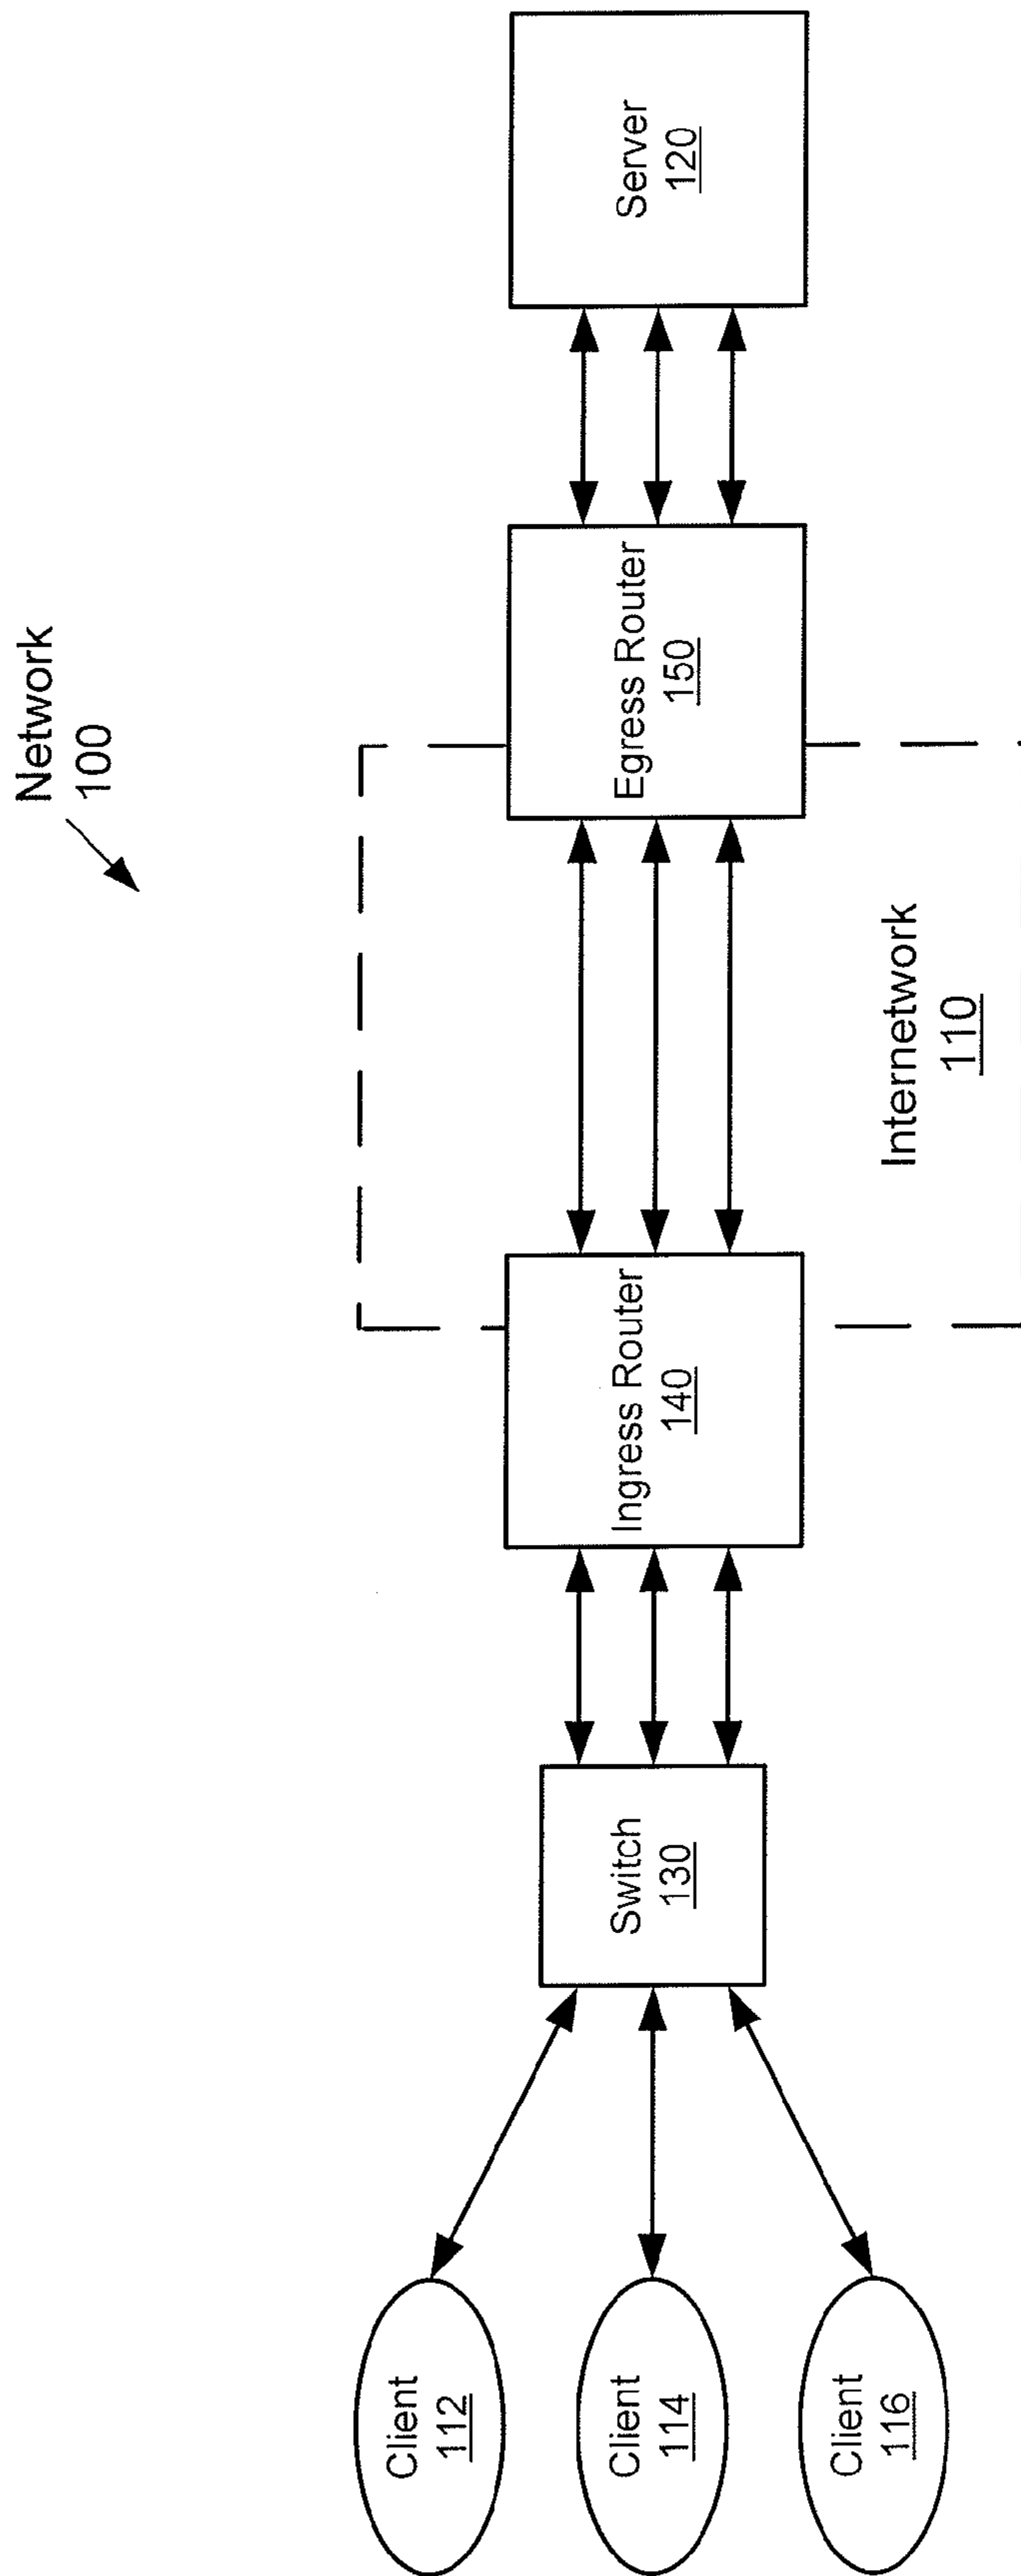 Network
100
Client
112
Client
114
Client
116
Switch
130
Ingress Router
140
Internetwork
110
Egress Router
150
Server
120